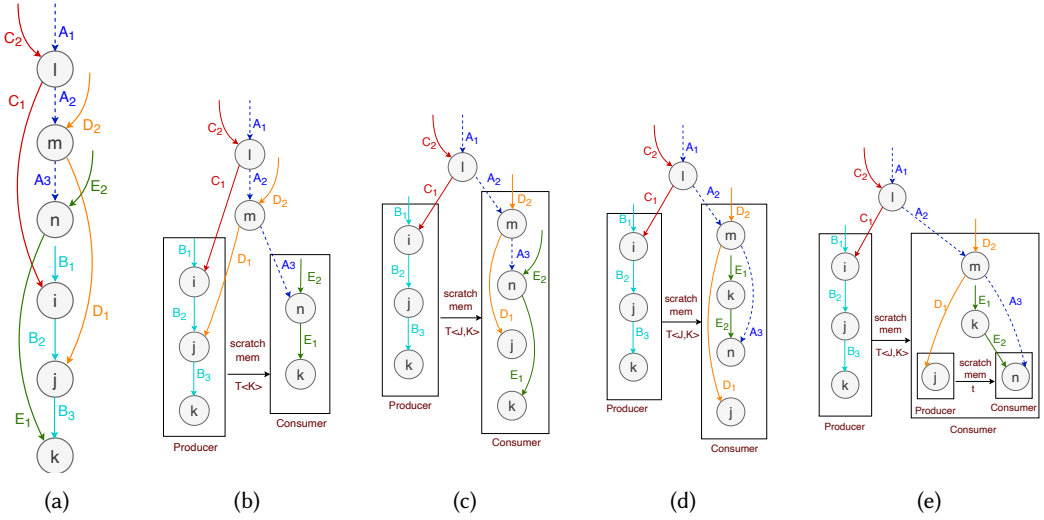 C2
A1
l
C1
A2
D2
m
A3
E2
n
B1
i
B2
D1
j
E1
B3
k
(a)
C2
A1
l
C1
A2
D2
m
B1
D1
A3
E2
i
n
B2
E1
j
scratch
mem
k
B3
T<K>
k
Consumer
Producer
(b)
C2
A1
l
C1
A2
D2
B1
m
i
A3
E2
B2
n
scratch
mem
j
T<J,K>
D1
j
B3
E1
k
k
Producer
Consumer
(c)
C2
A1
l
C1
A2
D2
B1
m
i
E1
B2
k
scratch
mem
j
E2
T<J,K>
A3
B3
n
k
D1
j
Producer
Consumer
(d)
C2
A1
l
C1
A2
B1
D2
i
m
D1
E1
A3
B2
scratch
mem
k
j
T<J,K>
E2
B3
scratch
mem
j
n
k
t
Producer
Consumer
Producer
Consumer
(e)